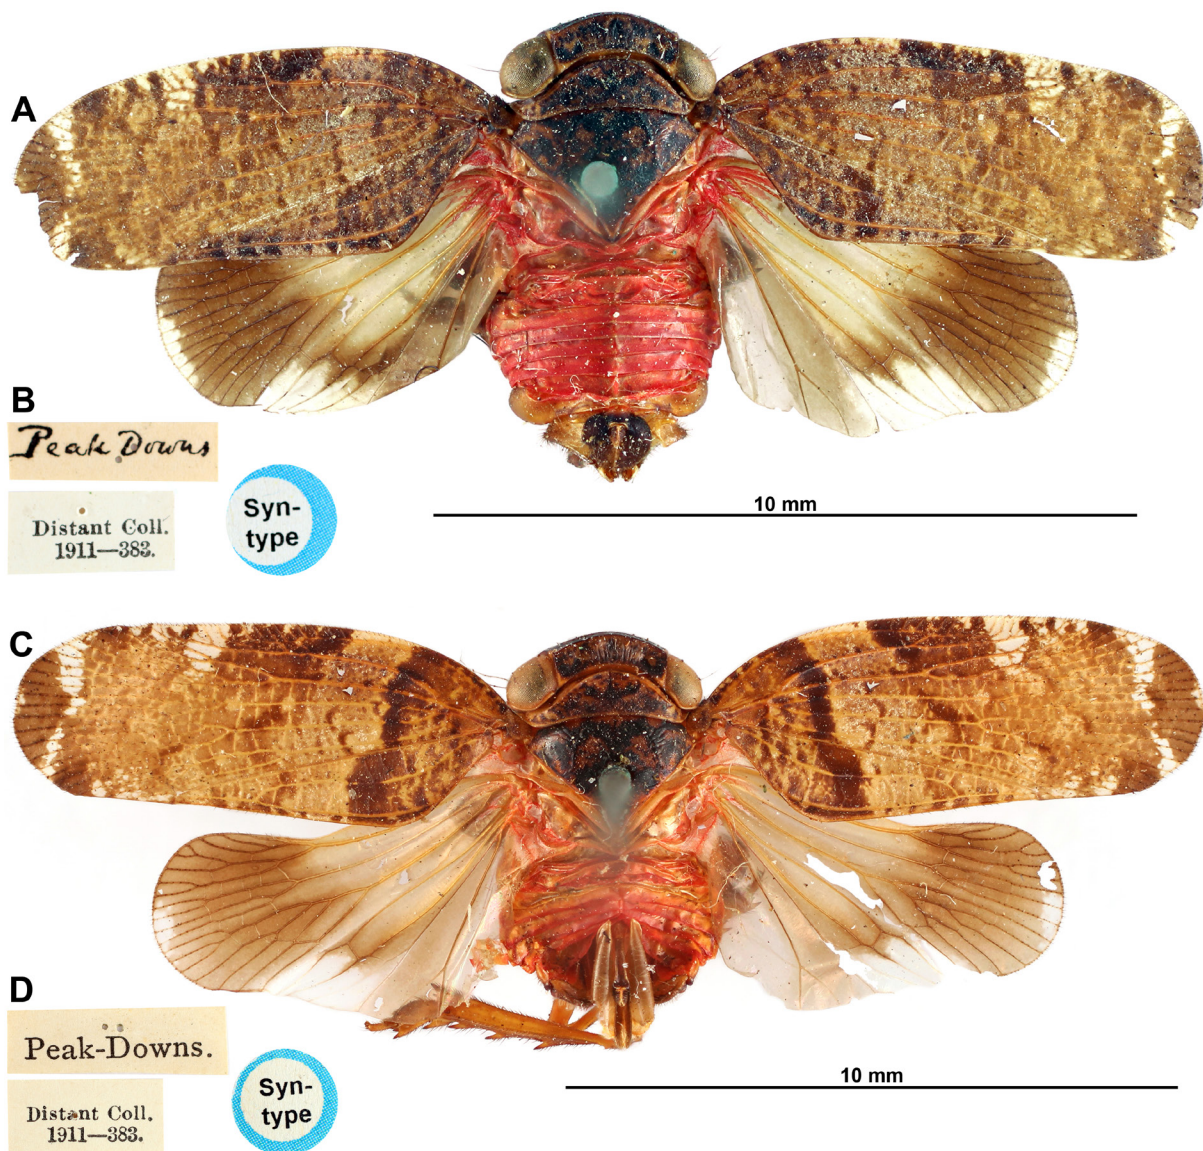 A
B
Peak Downs
Distant Coll.
1911—383.
Syn-
type
10 mm
C
D
Peak-Downs.
Distant Coll.
1911—383.
Syn-
type
10 mm